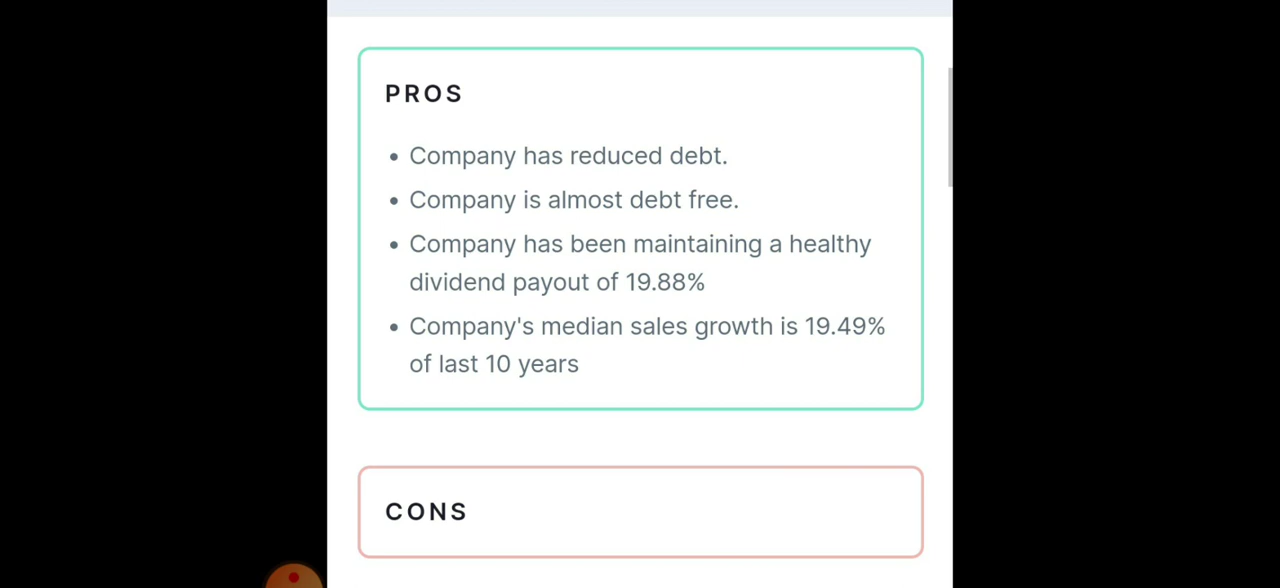 PROS
• Company has reduced debt.
• Company is almost debt free.
• Company has been maintaining a healthy
dividend payout of 19.88%
• Company's median sales growth is 19.49%
of last 10 years
CONS